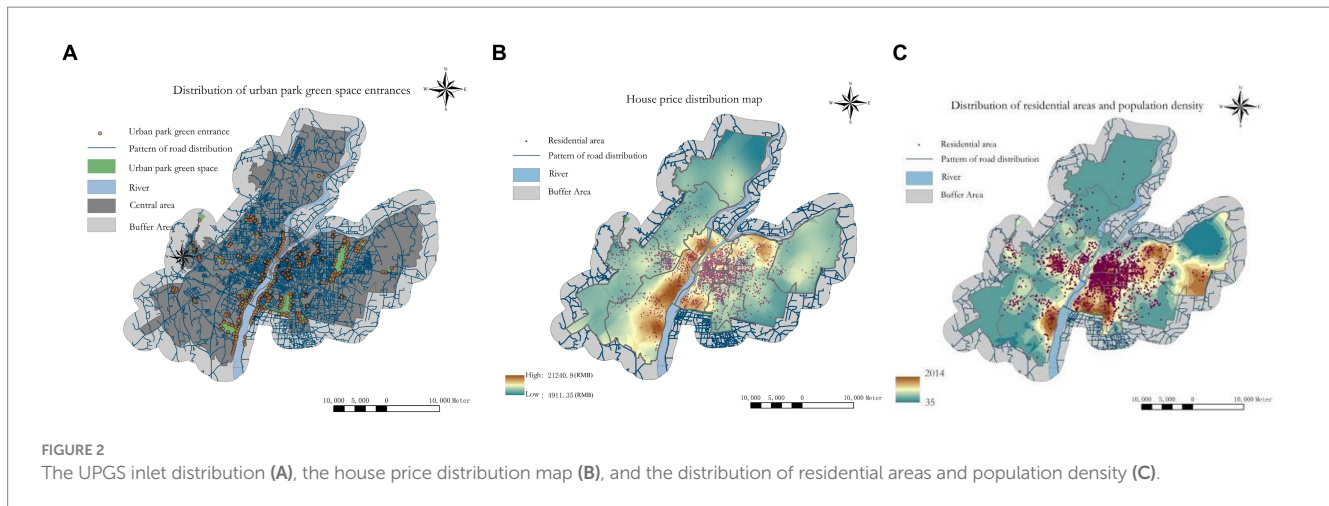 A
Distribution of urban park green space entrances
N
W
E
S
Urban park green entrance
Pattern of road distribution
Urban park green space
River
Central area
Buffer Area
10,000 5,000 0 10,000 Meter
B
House price distribution map
N
W
E
S
Residential area
Pattern of road distribution
River
Buffer Area
High: 21240.9(RMB)
Low : 4911.35(RMB)
10,000 5,000 0 10,000 Meter
C
Distribution of residential areas and population density
N
W
E
S
Residential area
Pattern of road distribution
River
Buffer Area
2014
35
10,000 5,000 0 10,000 Meter
FIGURE 2
The UPGS inlet distribution (A), the house price distribution map (B), and the distribution of residential areas and population density (C).